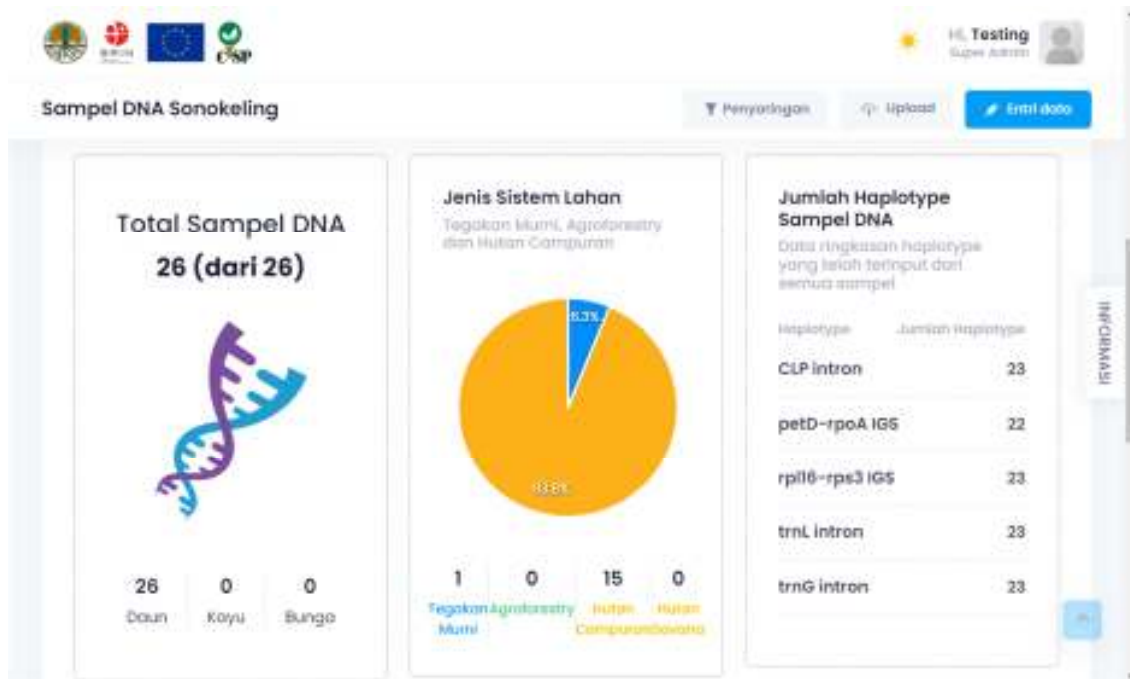 Hi, Testing
Super Admin
Sampel DNA Sonokeling
Penyaringan
Upload
Entri data
Total Sampel DNA
26 (dari 26)
26
0
0
Daun
Kayu
Bunga
Jenis Sistem Lahan
Tegakan Murni, Agroforestry
dan Hutan Campuran
6.3%
93.8%
1
0
15
0
Tegakan
Murni
Agroforestry
Hutan
Campuran
Hutan
Savana
Jumlah Haplotype
Sampel DNA
Data ringkasan haplotype
yang telah terinput dari
semua sampel
Haplotype Jumlah Haplotype
CLP intron 23
petD-rpoA IGS 22
rpl16-rps3 IGS 23
trnL intron 23
trnG intron 23
INFORMASI